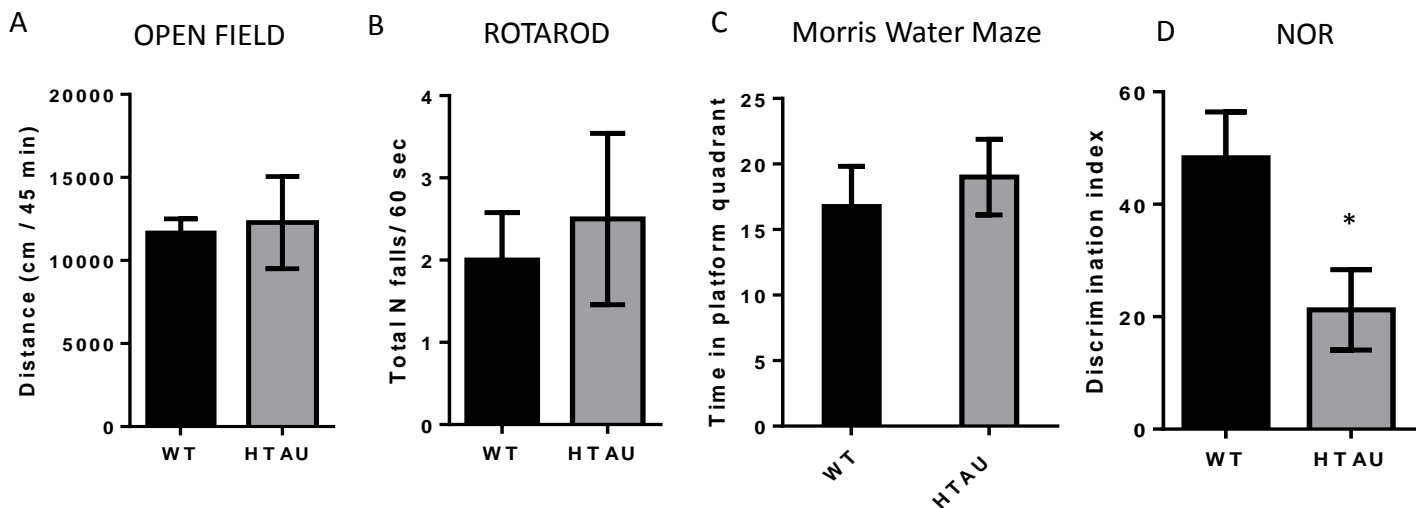 A
OPEN FIELD
Distance (cm / 45 min)
20000
15000
10000
5000
0
WT
HTAU
B
ROTAROD
Total N falls/ 60 sec
4
3
2
1
0
WT
HTAU
C
Morris Water Maze
Time in platform quadrant
25
20
15
10
5
0
WT
HTAU
D
NOR
Discrimination index
60
40
20
0
*
WT
HTAU